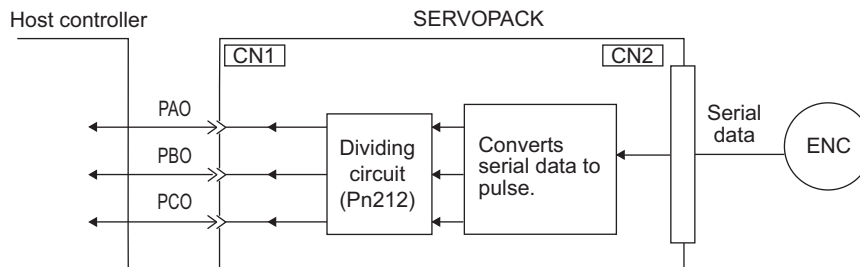 Host controller
SERVOPACK
CN1
CN2
PAO
PBO
PCO
Dividing
circuit
(Pn212)
Converts
serial data to
pulse.
Serial
data
ENC